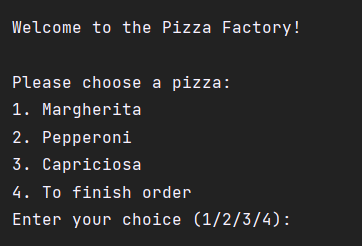 Welcome to the Pizza Factory!
Please choose a pizza:
1. Margherita
2. Pepperoni
3. Capriciosa
4. To finish order
Enter your choice (1/2/3/4):